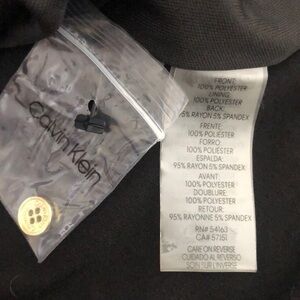 Calvin Klein
FRONT:
100% POLYESTER
LINING:
100% POLYESTER
BACK:
95% RAYON 5% SPANDEX
FRENTE:
100% POLIESTER
FORRO:
100% POLIESTER
ESPALDA:
95% RAYON 5% SPANDEX
AVANT:
100% POLYESTER
DOUBLURE:
100% POLYESTER
RETOUR:
95% RAYONNE 5% SPANDEX
RN# 54163
CA# 57151
CARE ON REVERSE
CUIDADO AL REVERSO
SOIN SUR L'INVERSE